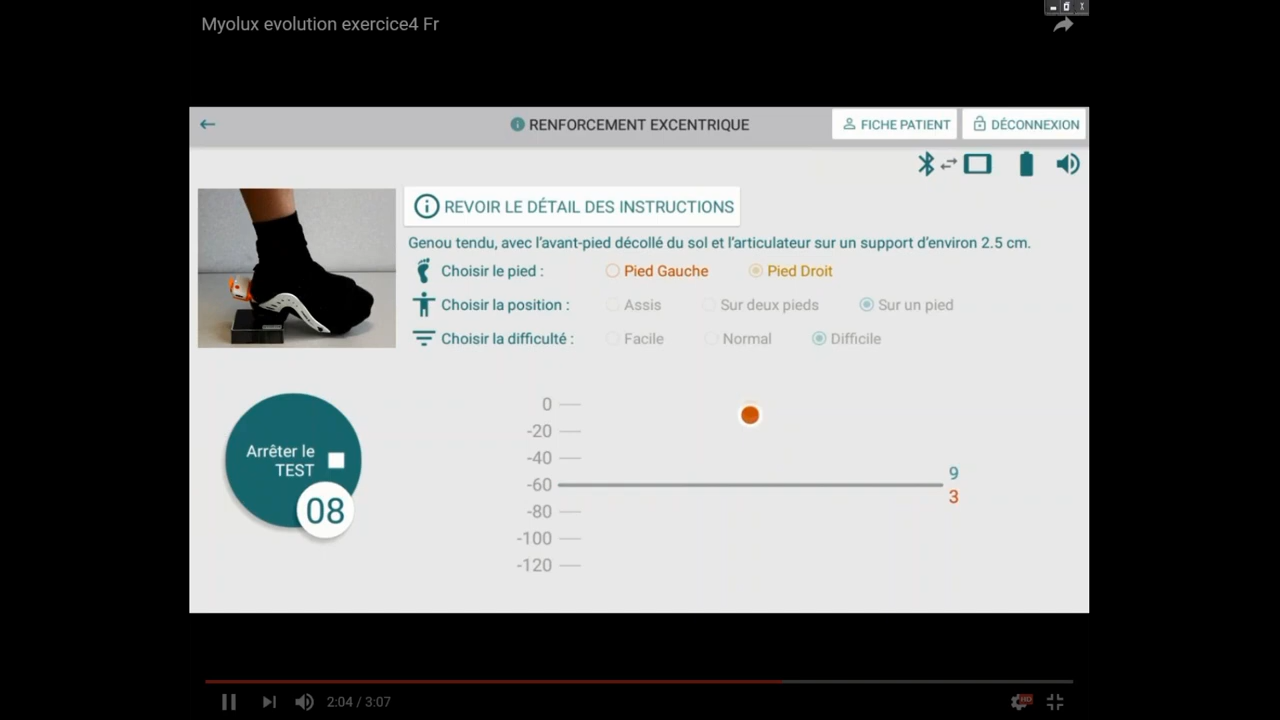 Myolux evolution exercice4 Fr
RENFORCEMENT EXCENTRIQUE
FICHE PATIENT
DÉCONNEXION
REVOIR LE DÉTAIL DES INSTRUCTIONS
Genou tendu, avec l'avant-pied décollé du sol et l'articulateur sur un support d'environ 2.5 cm.
Choisir le pied : Pied Gauche Pied Droit
Choisir la position : Assis Sur deux pieds Sur un pied
Choisir la difficulté : Facile Normal Difficile
Arrêter le
TEST
08
0
-20
-40
-60
-80
-100
-120
9
3
2:04 / 3:07
HD